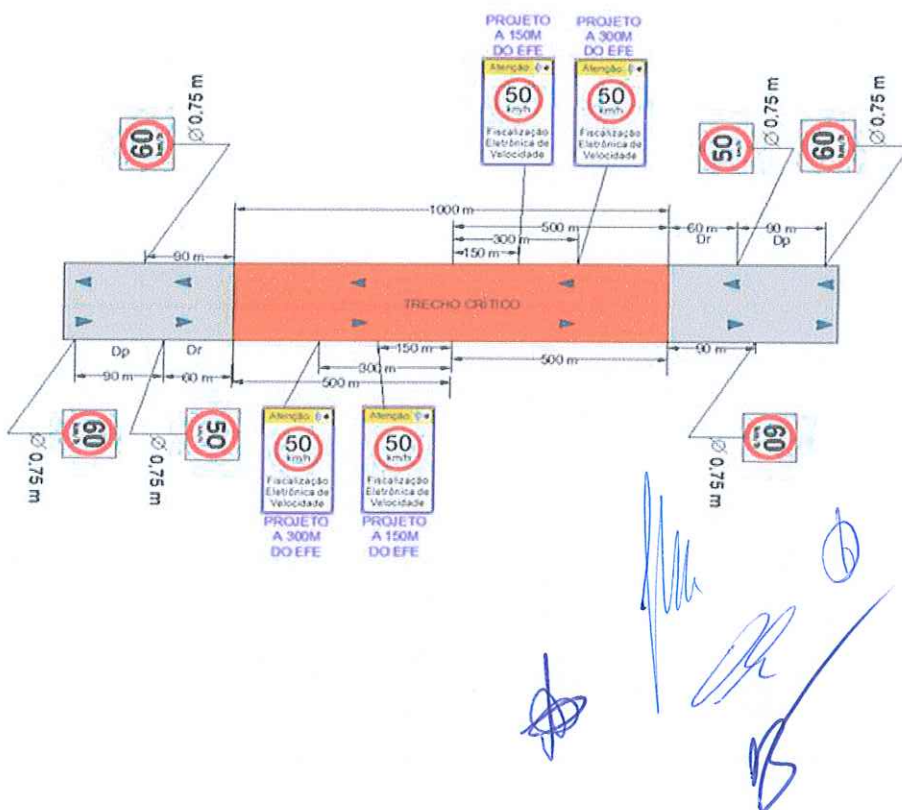 PROJETO
A 150M
DO EFE
PROJETO
A 300M
DO EFE
Atenção
50
km/h
Fiscalização
Eletrônica de
Velocidade
Atenção
50
km/h
Fiscalização
Eletrônica de
Velocidade
60
km/h
Ø 0,75 m
50
km/h
Ø 0,75 m
60
km/h
Ø 0,75 m
1000 m
500 m
60 m
90 m
300 m
Dr
Dp
90 m
150 m
TRECHO CRÍTICO
Dp
Dr
150 m
90 m
90 m
60 m
300 m
500 m
500 m
Ø 0,75 m
60
km/h
Ø 0,75 m
50
km/h
Atenção
50
km/h
Fiscalização
Eletrônica de
Velocidade
Atenção
50
km/h
Fiscalização
Eletrônica de
Velocidade
Ø 0,75 m
60
km/h
PROJETO
A 300M
DO EFE
PROJETO
A 150M
DO EFE